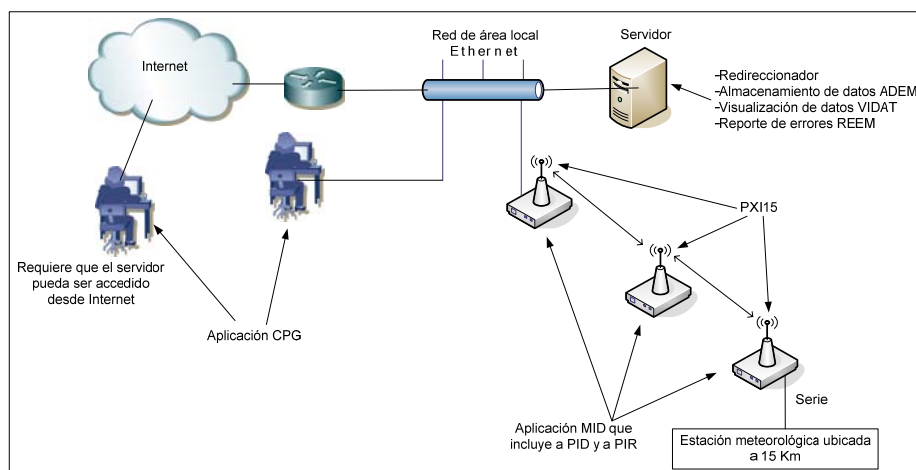 Red de área local
Ethernet
Servidor
Internet
-Redireccionador
-Almacenamiento de datos ADEM
-Visualización de datos VIDAT
-Reporte de errores REEM
PXI15
Requiere que el servidor
pueda ser accedido
desde Internet
Aplicación CPG
Serie
Aplicación MID que
incluye a PID y a PIR
Estación meteorológica ubicada
a 15 Km